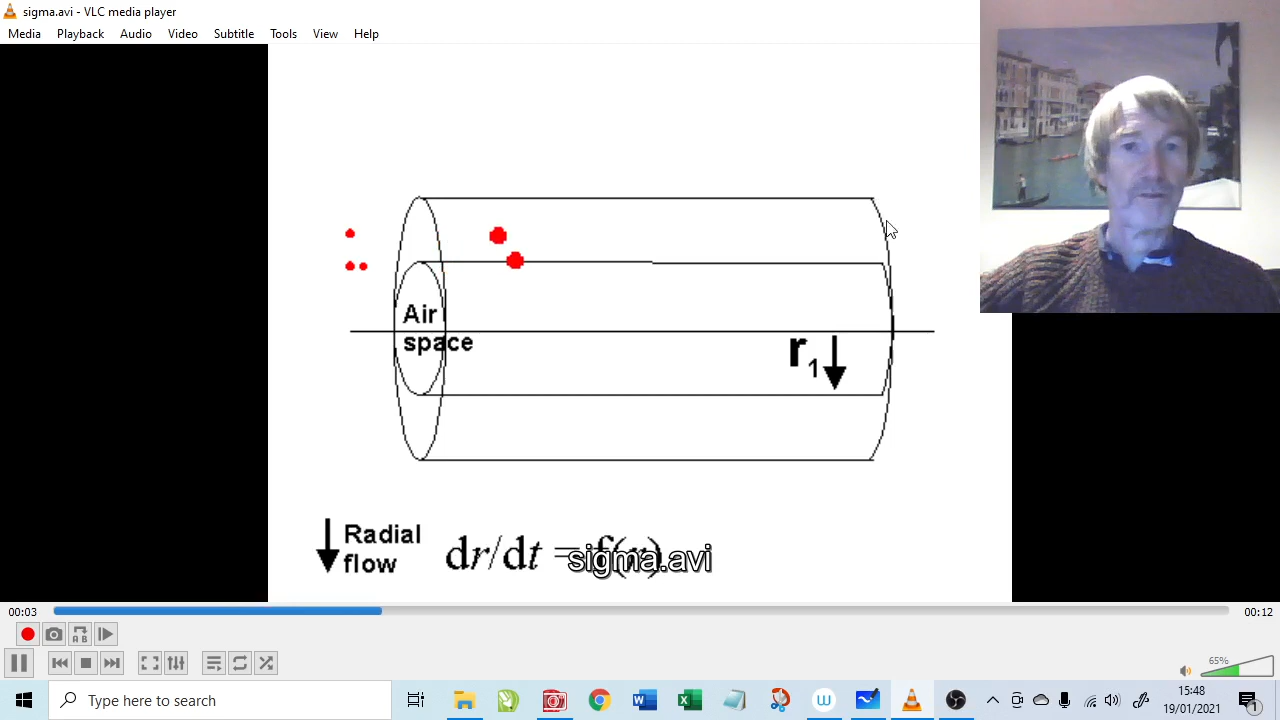 sigma.avi - VLC media player
Media Playback Audio Video Subtitle Tools View Help
Air
space
r1
Radial
flow
dr/dt = f(r)
sigma.avi
00:03
00:12
65%
Type here to search
15:48
19/01/2021